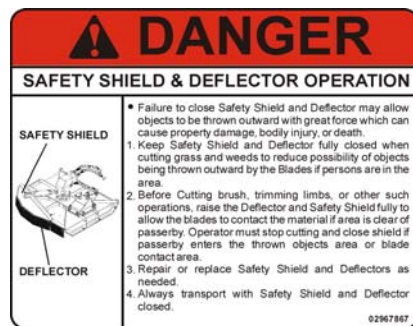 DANGER
SAFETY SHIELD & DEFLECTOR OPERATION
SAFETY SHIELD
DEFLECTOR
• Failure to close Safety Shield and Deflector may allow
objects to be thrown outward with great force which can
cause property damage, bodily injury, or death.
1. Keep Safety Shield and Deflector fully closed when
cutting grass and weeds to reduce possibility of objects
being thrown outward by the Blades if persons are in the
area.
2. Before Cutting brush, trimming limbs, or other such
operations, raise the Deflector and Safety Shield fully to
allow the blades to contact the material if area is clear of
passerby. Operator must stop cutting and close shield if
passerby enters the thrown objects area or blade
contact area.
3. Repair or replace Safety Shield and Deflectors as
needed.
4. Always transport with Safety Shield and Deflector
closed.
02967867